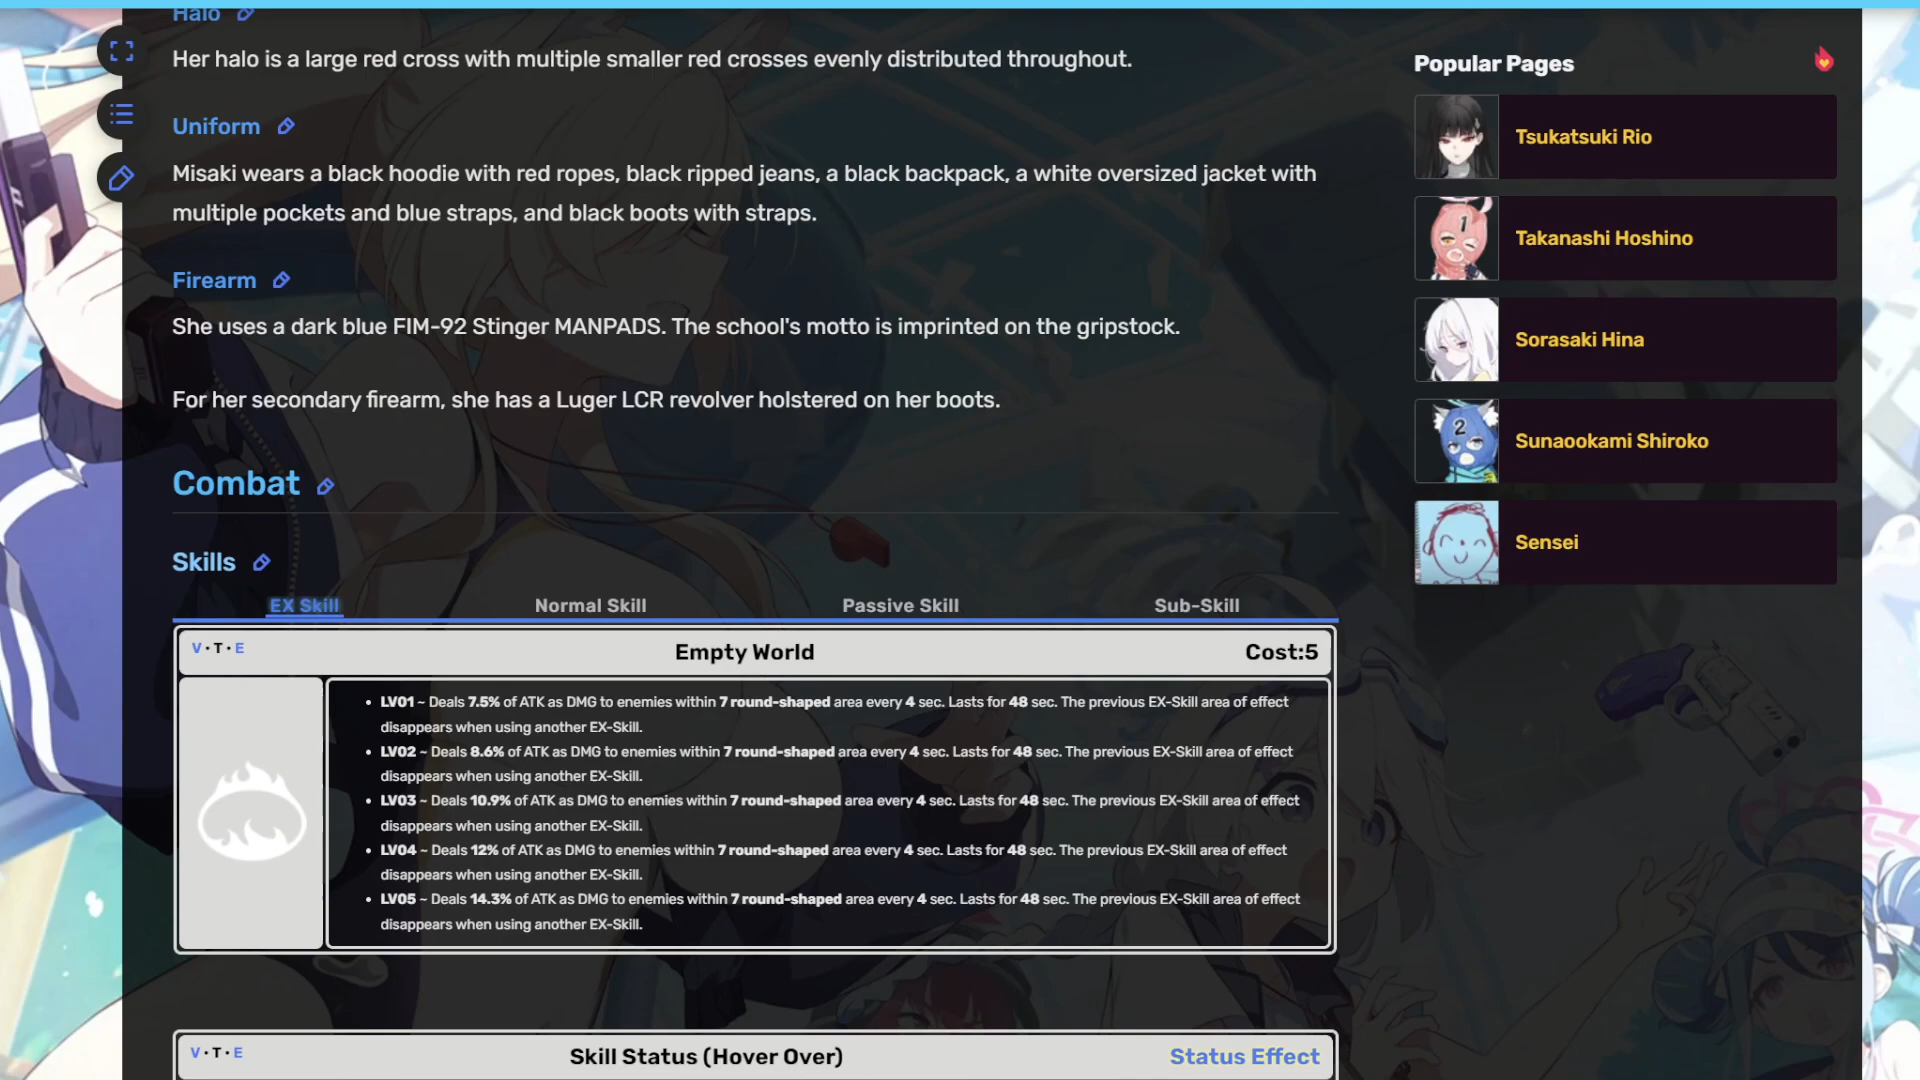 Halo
Her halo is a large red cross with multiple smaller red crosses evenly distributed throughout.
Uniform
Misaki wears a black hoodie with red ropes, black ripped jeans, a black backpack, a white oversized jacket with
multiple pockets and blue straps, and black boots with straps.
Firearm
She uses a dark blue FIM-92 Stinger MANPADS. The school's motto is imprinted on the gripstock.
For her secondary firearm, she has a Luger LCR revolver holstered on her boots.
Combat
Skills
EX Skill Normal Skill Passive Skill Sub-Skill
V · T · E Empty World Cost:5
• LV01 ~ Deals 7.5% of ATK as DMG to enemies within 7 round-shaped area every 4 sec. Lasts for 48 sec. The previous EX-Skill area of effect
disappears when using another EX-Skill.
• LV02 ~ Deals 8.6% of ATK as DMG to enemies within 7 round-shaped area every 4 sec. Lasts for 48 sec. The previous EX-Skill area of effect
disappears when using another EX-Skill.
• LV03 ~ Deals 10.9% of ATK as DMG to enemies within 7 round-shaped area every 4 sec. Lasts for 48 sec. The previous EX-Skill area of effect
disappears when using another EX-Skill.
• LV04 ~ Deals 12% of ATK as DMG to enemies within 7 round-shaped area every 4 sec. Lasts for 48 sec. The previous EX-Skill area of effect
disappears when using another EX-Skill.
• LV05 ~ Deals 14.3% of ATK as DMG to enemies within 7 round-shaped area every 4 sec. Lasts for 48 sec. The previous EX-Skill area of effect
disappears when using another EX-Skill.
V · T · E Skill Status (Hover Over) Status Effect
Popular Pages
Tsukatsuki Rio
1
Takanashi Hoshino
Sorasaki Hina
2
Sunaookami Shiroko
Sensei